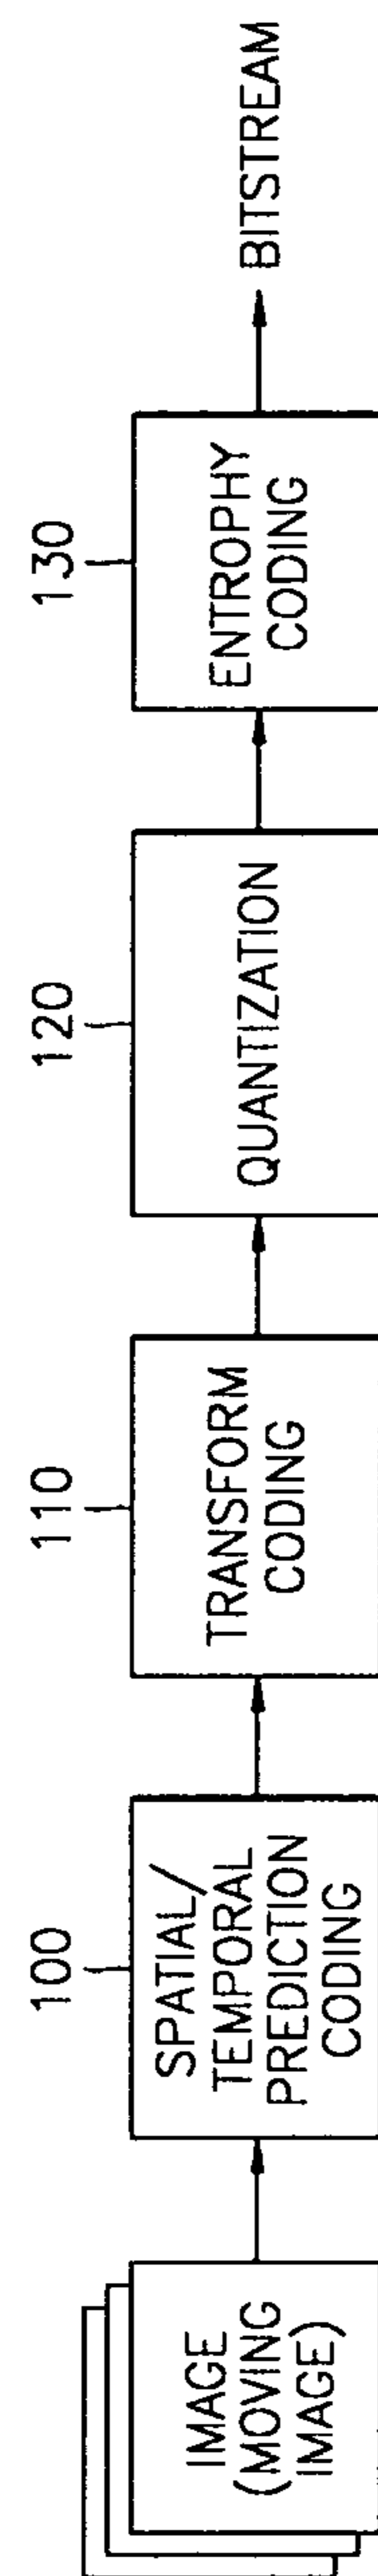 IMAGE
(MOVING
IMAGE)
100
SPATIAL/
TEMPORAL
PREDICTION
CODING
110
TRANSFORM
CODING
120
QUANTIZATION
130
ENTROPHY
CODING
BITSTREAM